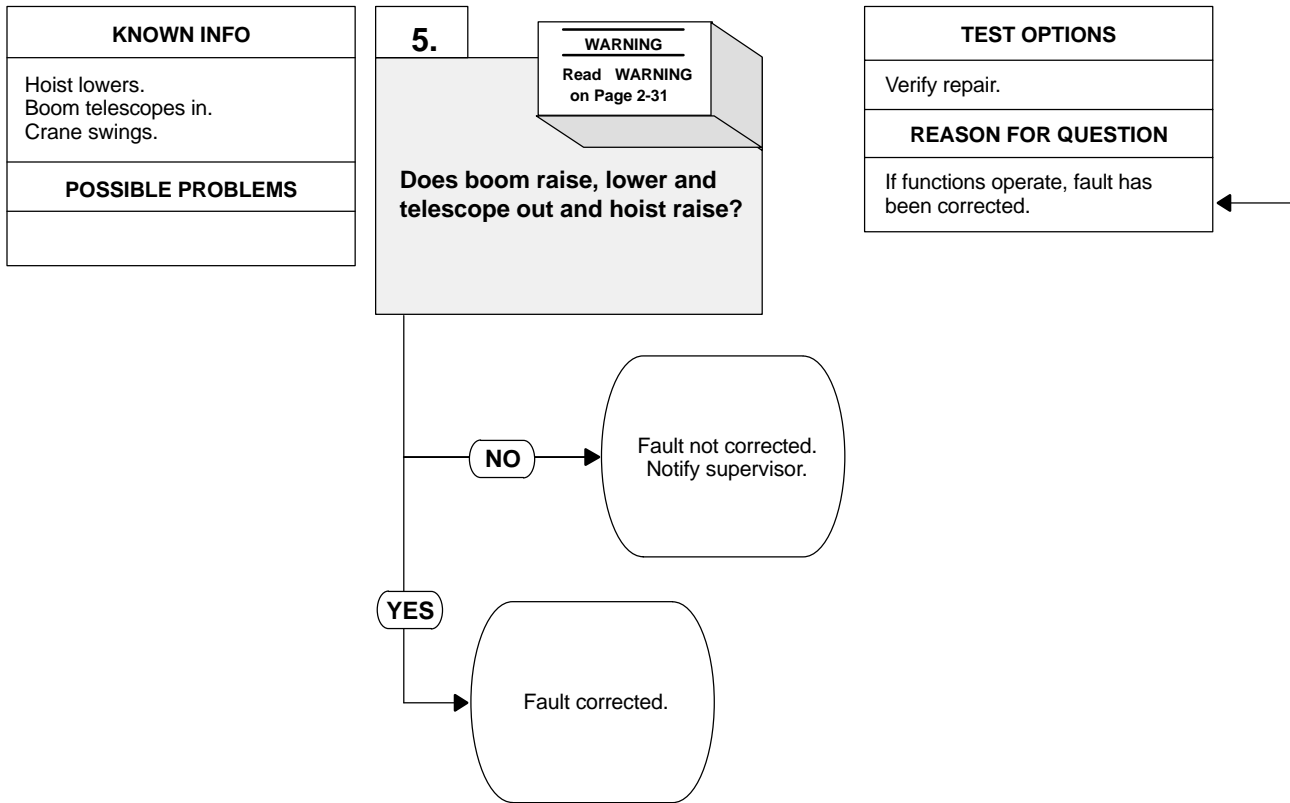 KNOWN INFO
Hoist lowers.
Boom telescopes in.
Crane swings.
POSSIBLE PROBLEMS
5.
WARNING
Read WARNING
on Page 2-31
Does boom raise, lower and
telescope out and hoist raise?
TEST OPTIONS
Verify repair.
REASON FOR QUESTION
If functions operate, fault has
been corrected.
NO
Fault not corrected.
Notify supervisor.
YES
Fault corrected.